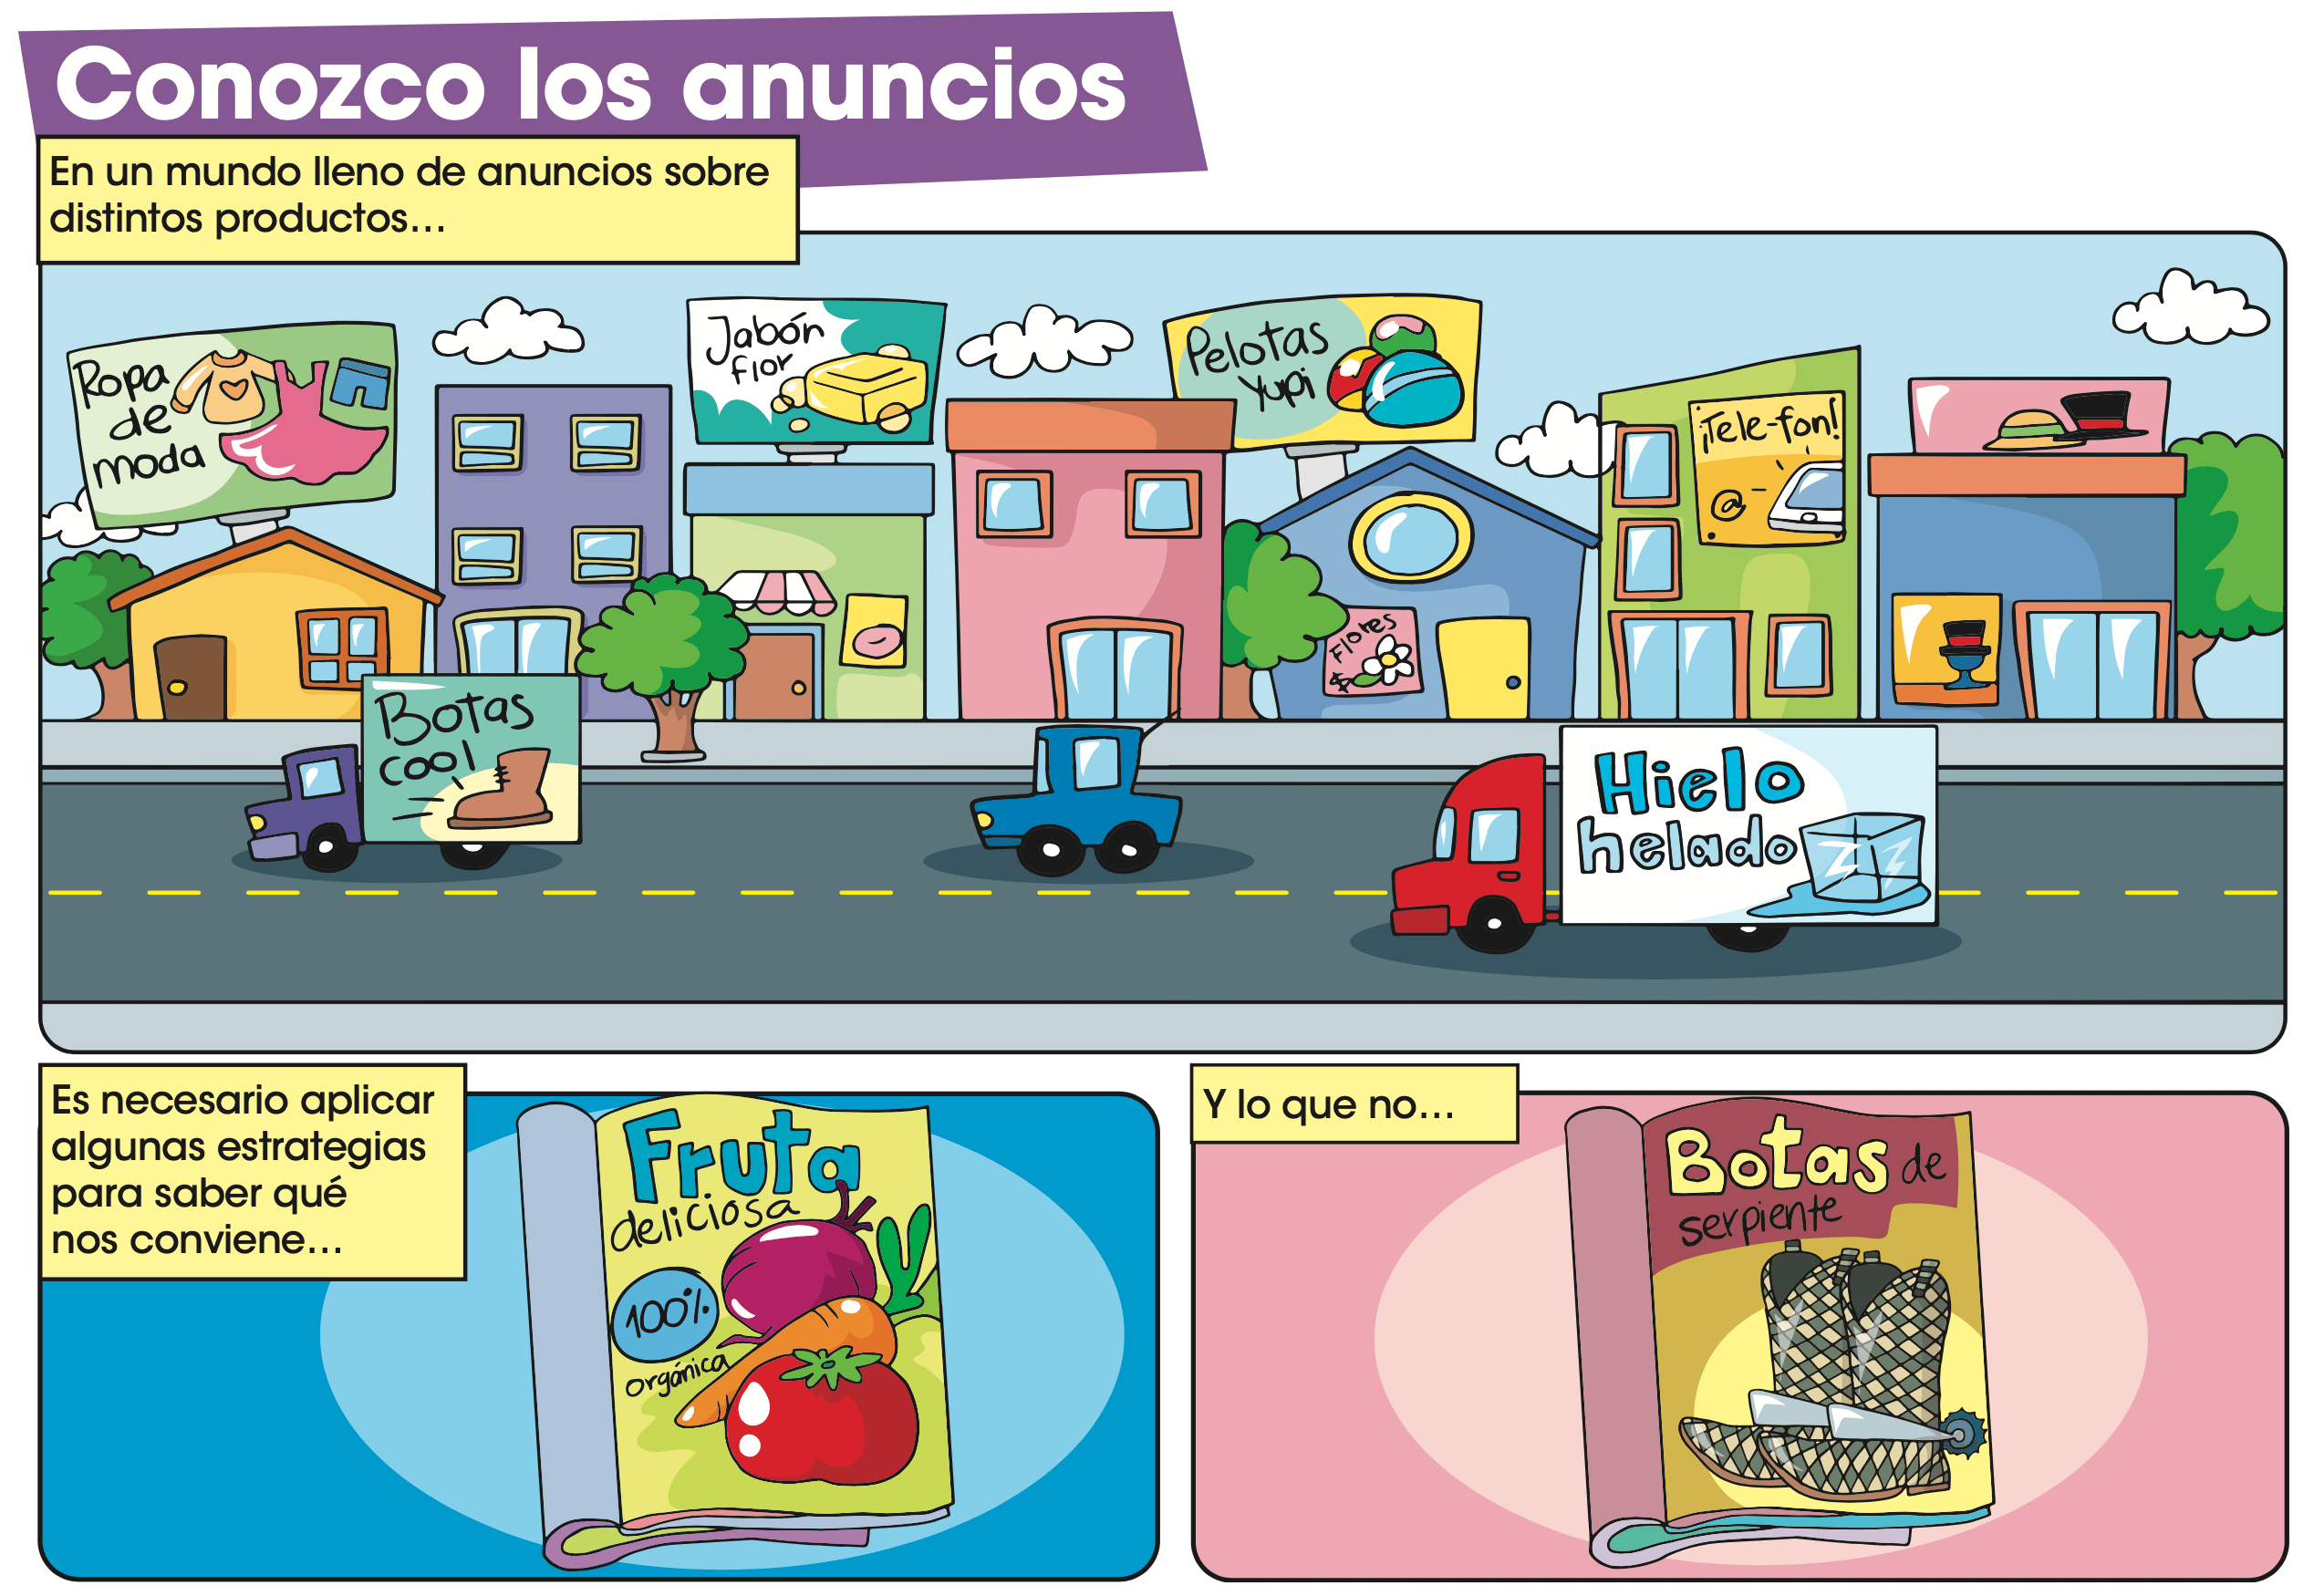 Conozco los anuncios
En un mundo lleno de anuncios sobre
distintos productos...
Ropa
de
moda
Jabón
flor
Pelotas
Yupi
¡Tele-fon!
@
Flores
Botas
cool
Hielo
helado
Es necesario aplicar
algunas estrategias
para saber qué
nos conviene...
Fruta
deliciosa
100%
orgánica
Y lo que no...
Botas de
serpiente